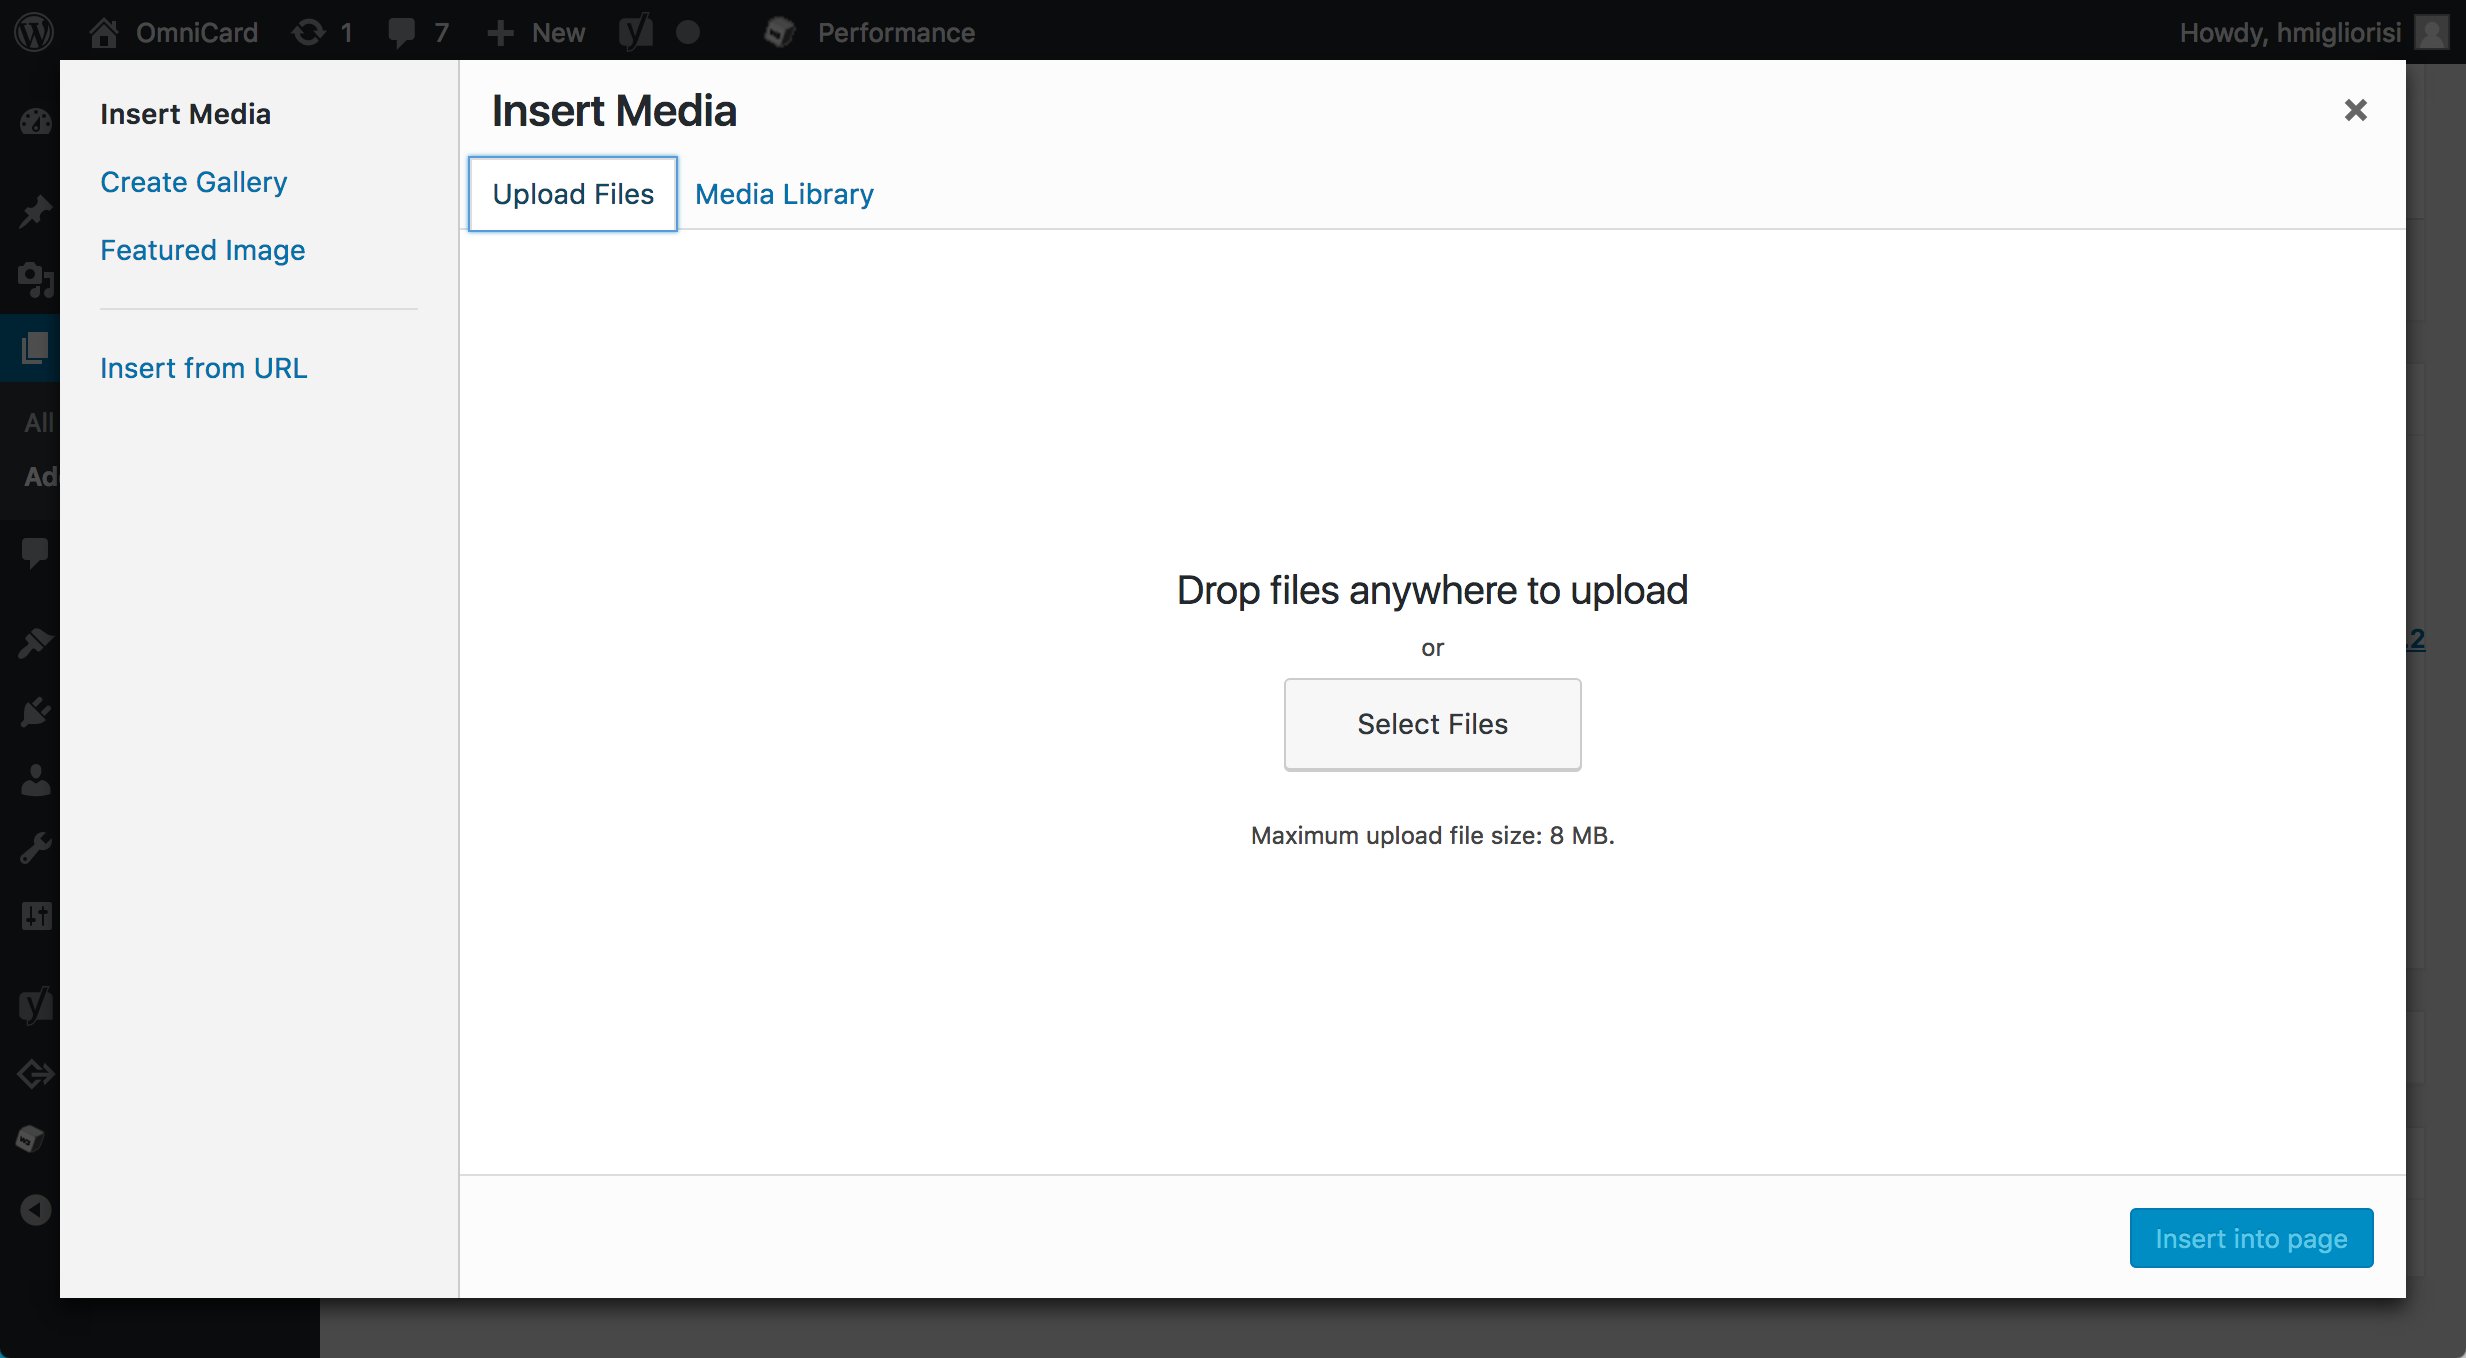 OmniCard 1 7 New Performance Howdy, hmigliorisi
Insert Media
Create Gallery
Featured Image
Insert from URL
All
Ad
Insert Media
Upload Files Media Library
Drop files anywhere to upload
or
Select Files
Maximum upload file size: 8 MB.
.2
Insert into page